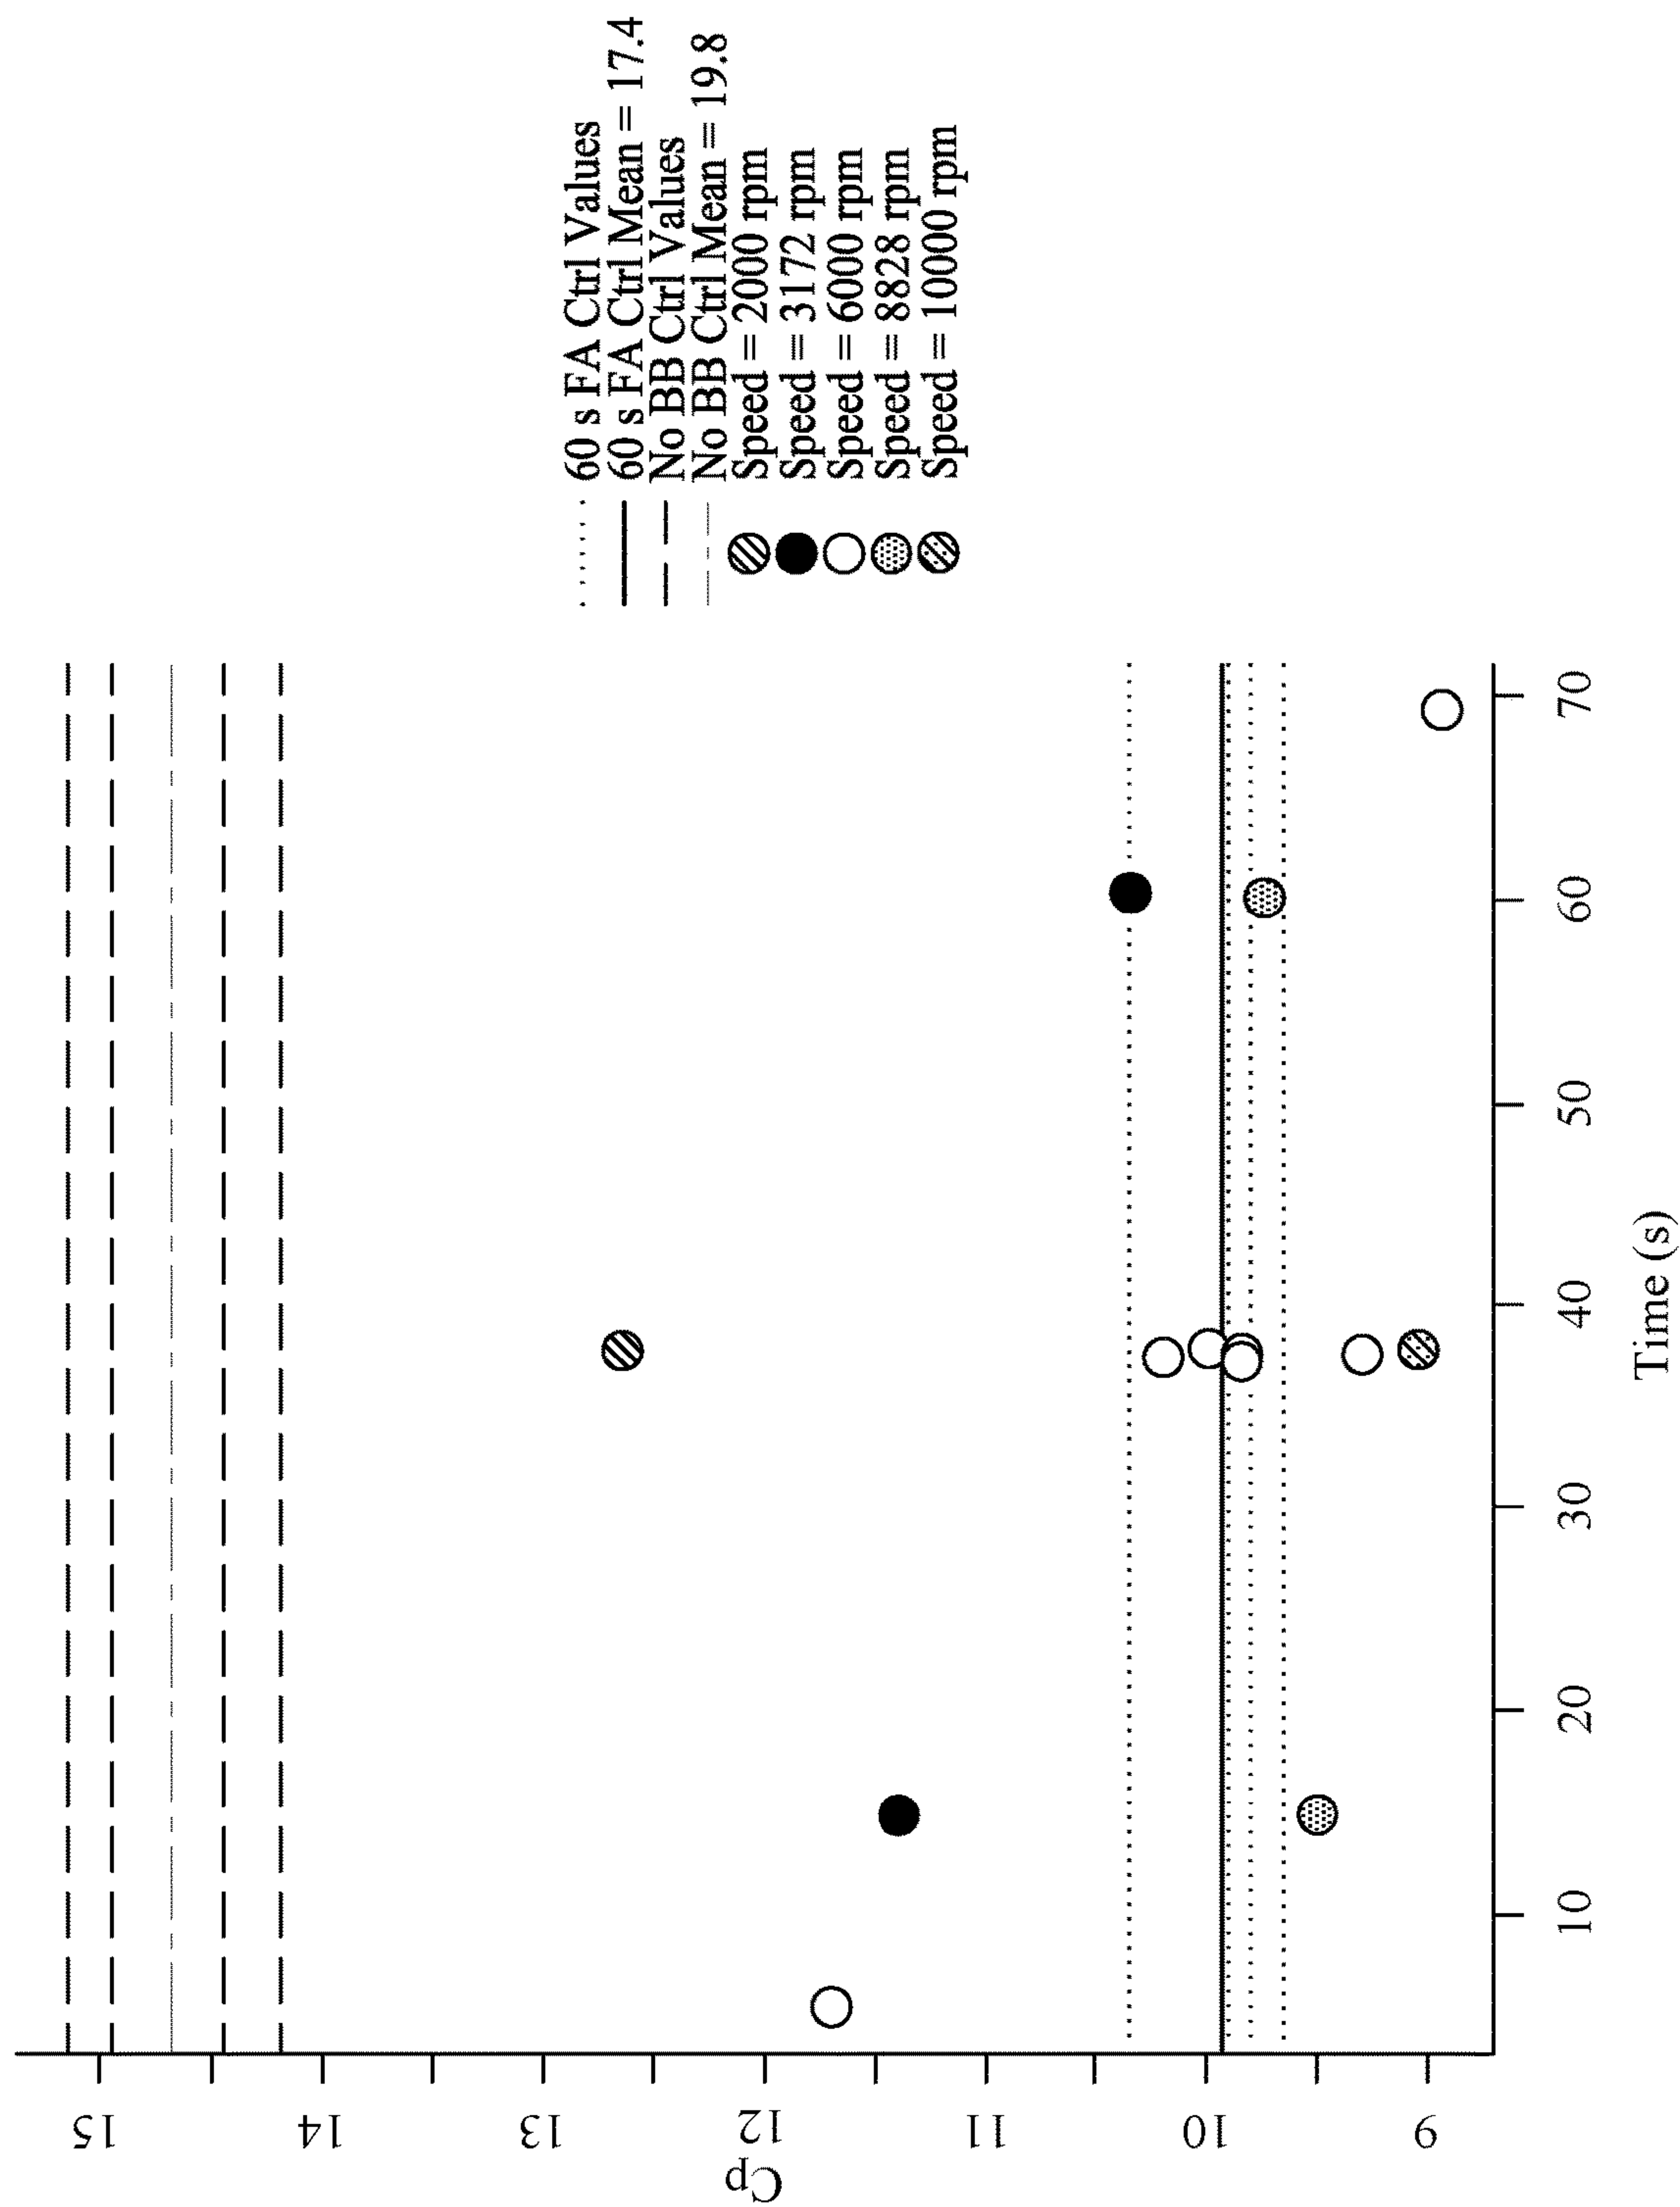 60 s FA Ctrl Values
60 s FA Ctrl Mean = 17.4
No BB Ctrl Values
No BB Ctrl Mean = 19.8
Speed = 2000 rpm
Speed = 3172 rpm
Speed = 6000 rpm
Speed = 8828 rpm
Speed = 10000 rpm
15
14
13
12
11
10
9
Cp
10
20
30
40
50
60
70
Time (s)